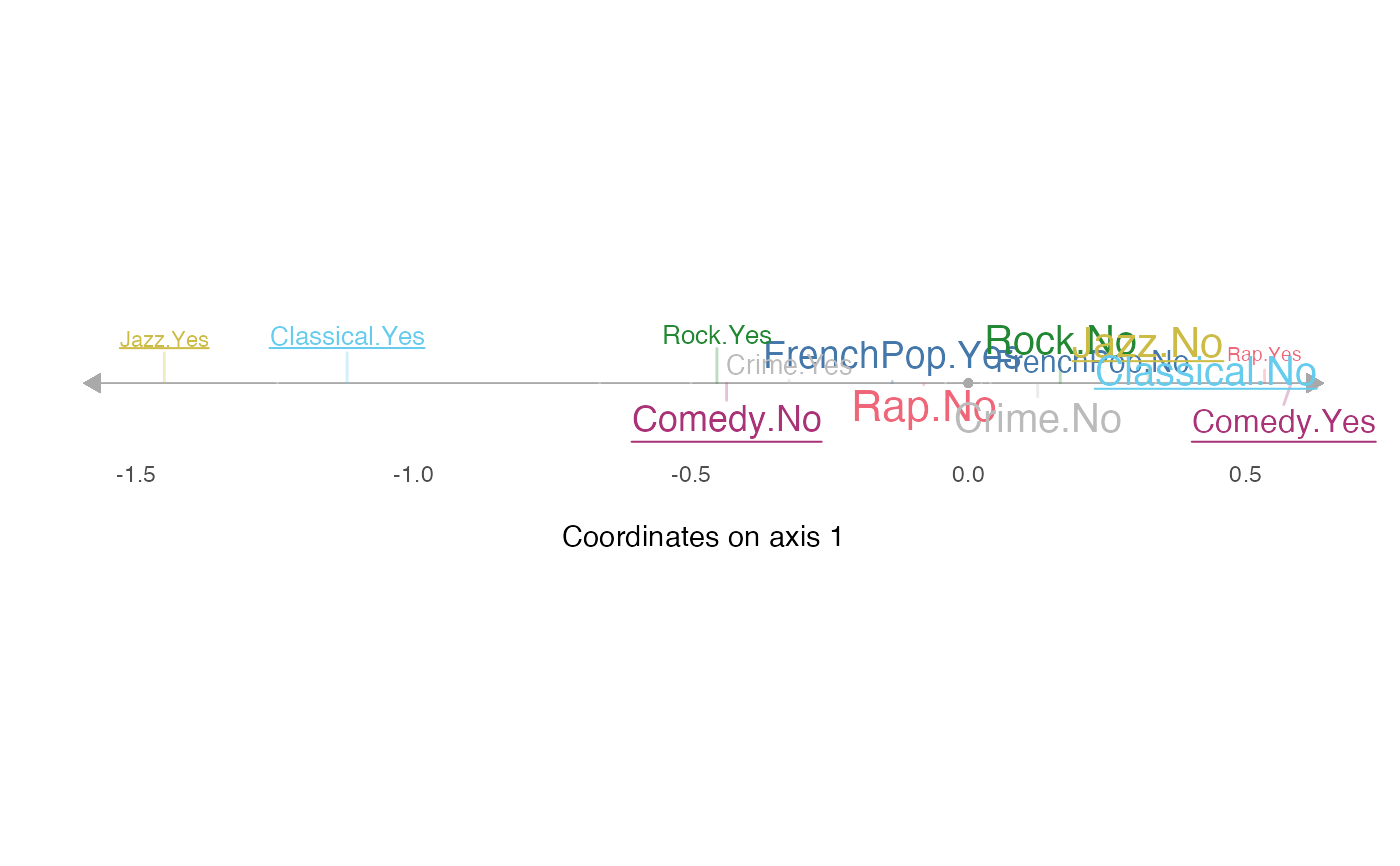 Jazz.Yes
Classical.Yes
Rock.Yes
Crime.Yes
FrenchPop.Yes
Rock.No
FrenchPop.No
Jazz.No
Rap.Yes
Classical.No
Comedy.No
Rap.No
Crime.No
Comedy.Yes
-1.5 -1.0 -0.5 0.0 0.5
Coordinates on axis 1